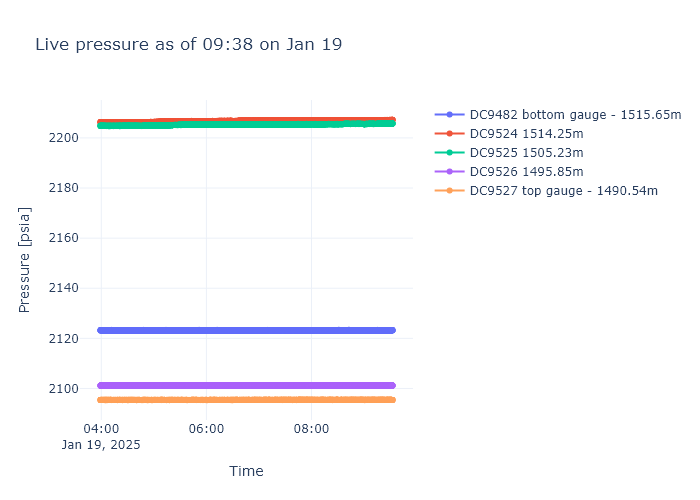 Live pressure as of 09:38 on Jan 19
DC9482 bottom gauge - 1515.65m
DC9524 1514.25m
DC9525 1505.23m
DC9526 1495.85m
DC9527 top gauge - 1490.54m
Pressure [psia]
2200
2180
2160
2140
2120
2100
04:00 06:00 08:00
Jan 19, 2025
Time